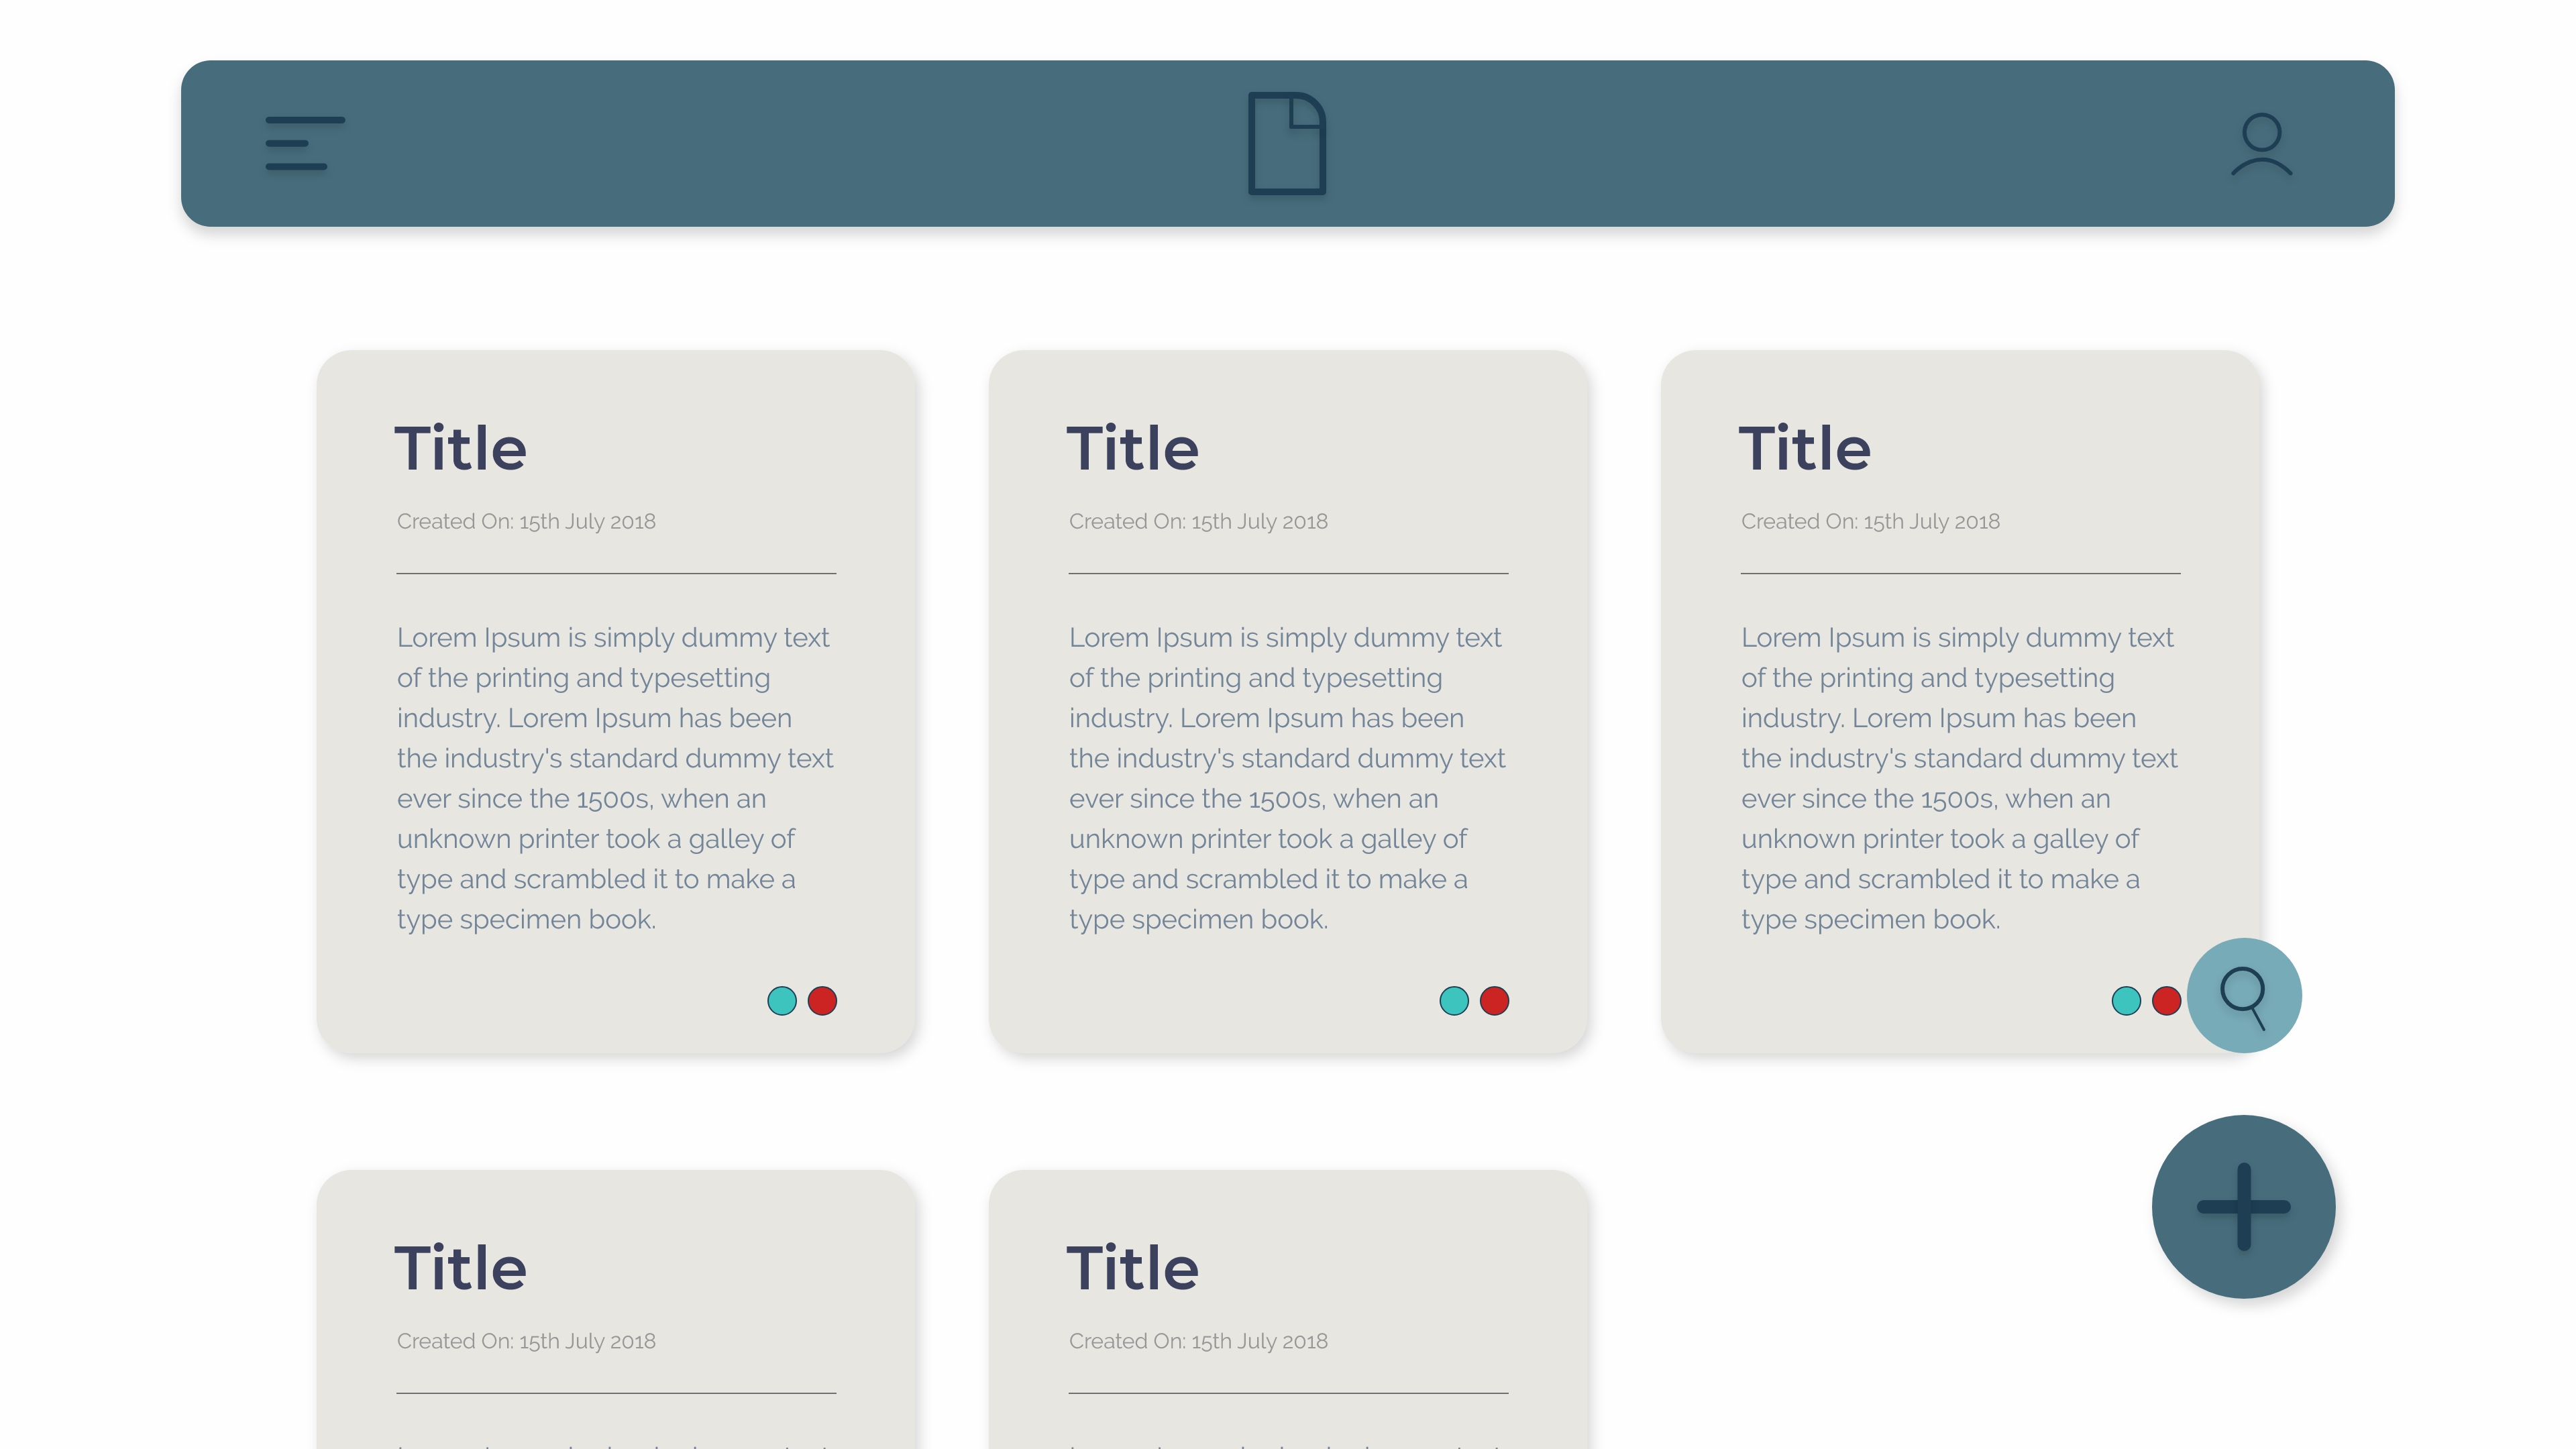 Title
Created On: 15th July 2018
Lorem Ipsum is simply dummy text
of the printing and typesetting
industry. Lorem Ipsum has been
the industry's standard dummy text
ever since the 1500s, when an
unknown printer took a galley of
type and scrambled it to make a
type specimen book.
Title
Created On: 15th July 2018
Lorem Ipsum is simply dummy text
of the printing and typesetting
industry. Lorem Ipsum has been
the industry's standard dummy text
ever since the 1500s, when an
unknown printer took a galley of
type and scrambled it to make a
type specimen book.
Title
Created On: 15th July 2018
Lorem Ipsum is simply dummy text
of the printing and typesetting
industry. Lorem Ipsum has been
the industry's standard dummy text
ever since the 1500s, when an
unknown printer took a galley of
type and scrambled it to make a
type specimen book.
Title
Created On: 15th July 2018
Title
Created On: 15th July 2018